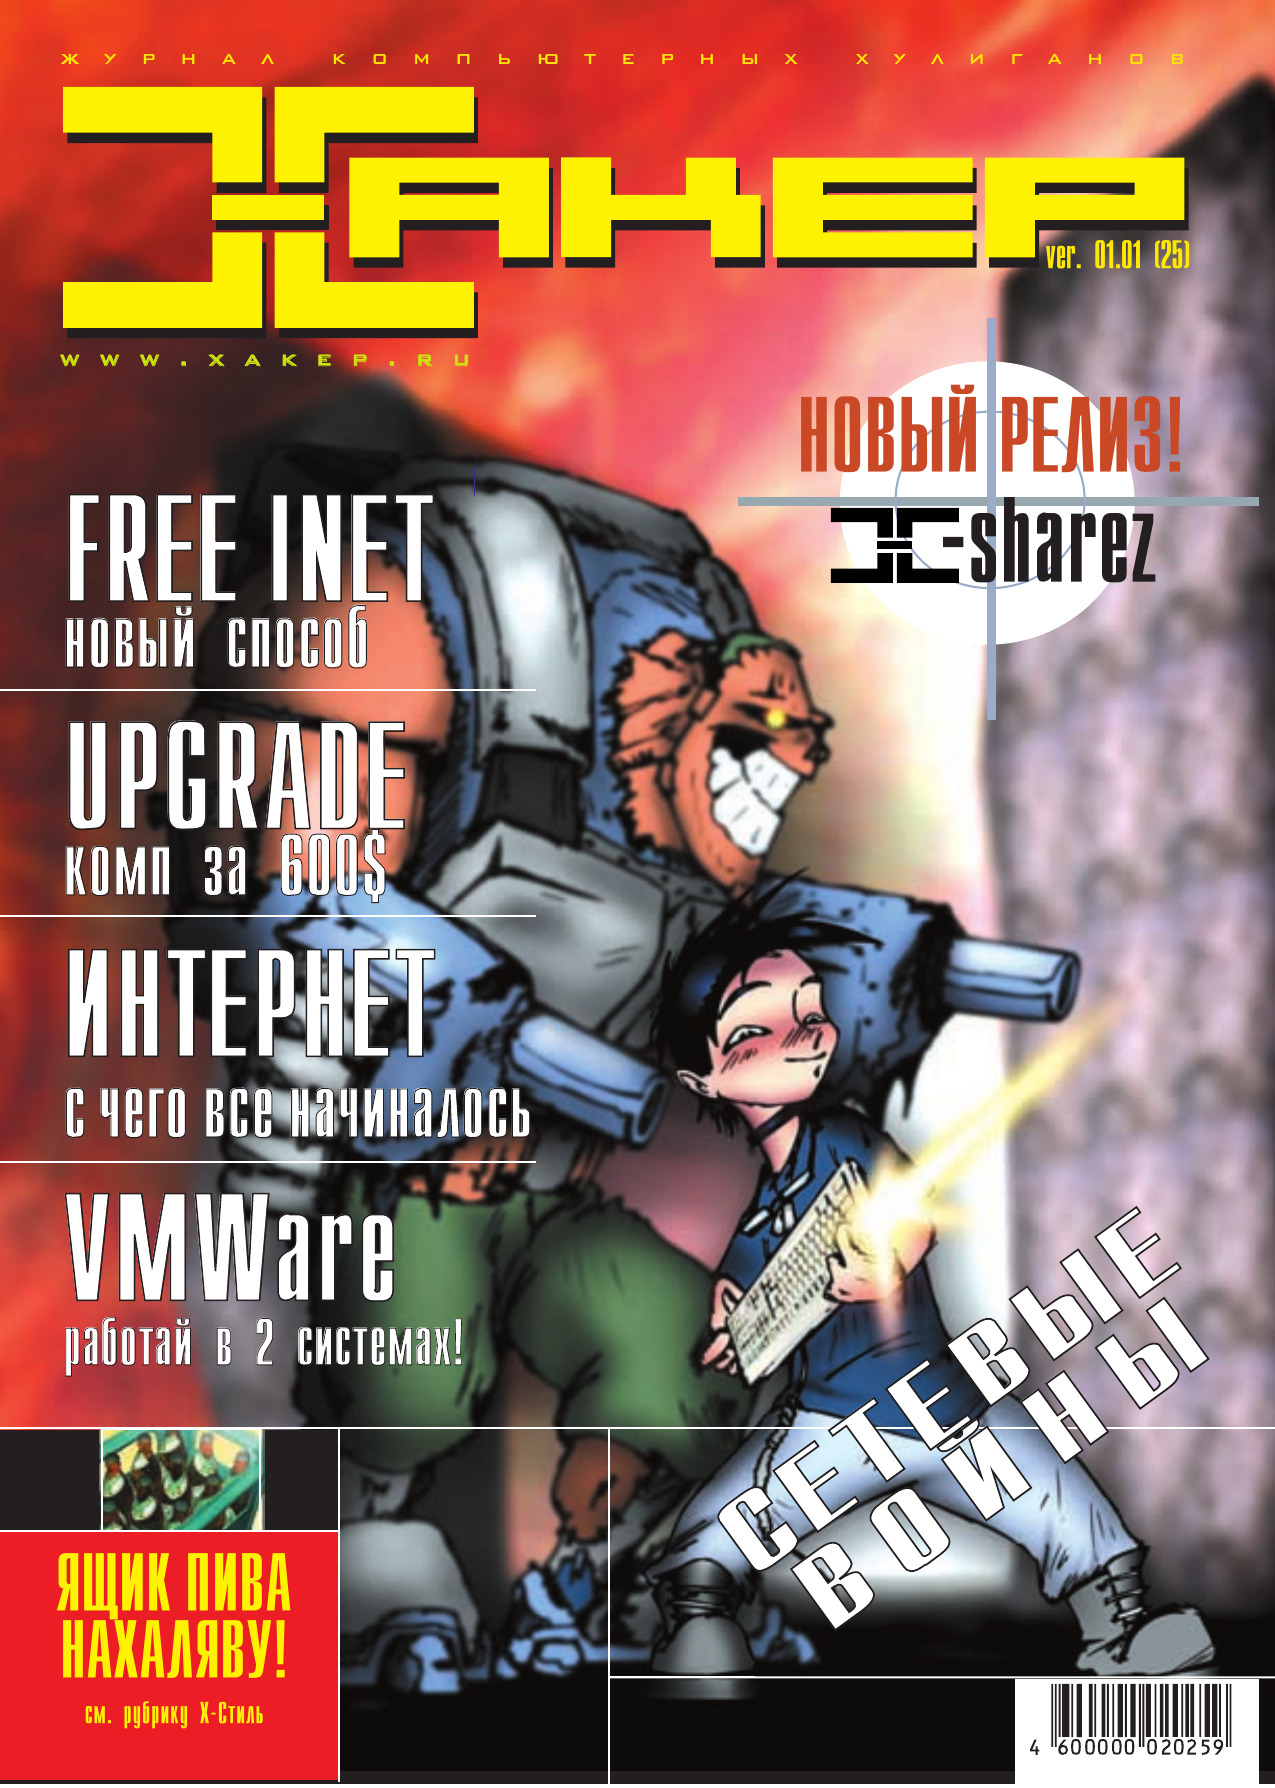 ЖУРНАЛ КОМПЬЮТЕРНЫХ ХУЛИГАНОВ
ХАКЕР
ver. 01.01 (25)
WWW.XAKEP.RU
НОВЫЙ РЕЛИЗ!
X-sharez
FREE INET
новый способ
UPGRADE
комп за 600$
ИНТЕРНЕТ
с чего все начиналось
VMWare
работай в 2 системах!
СЕТЕВЫЕ
ВОЙНЫ
ЯЩИК ПИВА
НАХАЛЯВУ!
см. рубрику X-Стиль
4 600000 020259